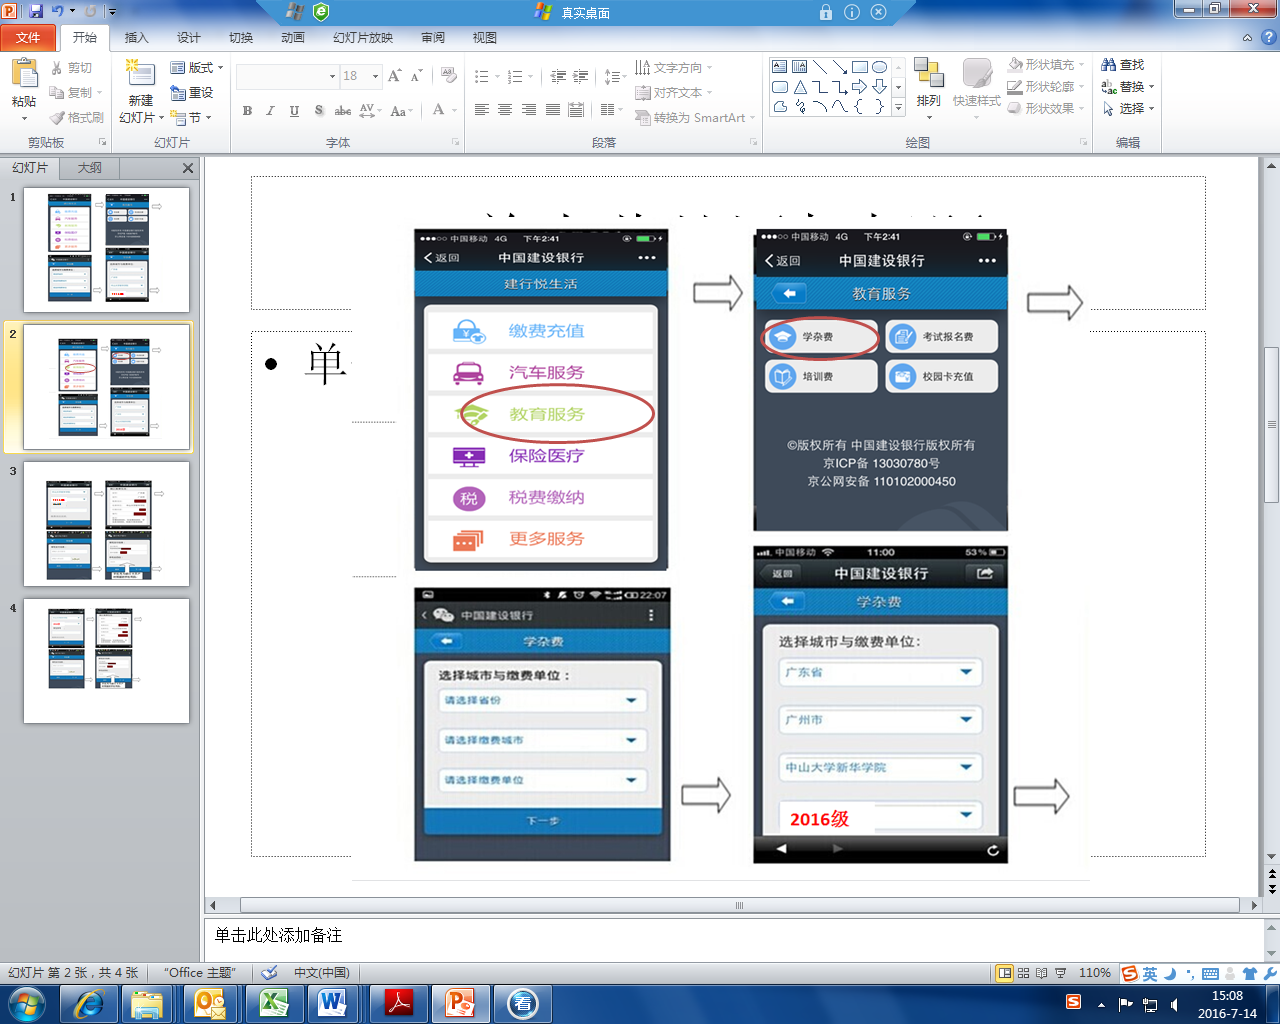 真实桌面
文件 开始 插入 设计 切换 动画 幻灯片放映 审阅 视图
粘贴
剪切
复制
格式刷
剪贴板
新建
幻灯片
版式
重设
节
幻灯片
18
B I U S abc AV Aa A
字体
文字方向
对齐文本
转换为 SmartArt
段落
排列
快速样式
形状填充
形状轮廓
形状效果
绘图
查找
替换
选择
编辑
幻灯片 大纲
1
2
3
4
单
中国移动 4G 下午2:41
返回 中国建设银行
建行悦生活
缴费充值
汽车服务
教育服务
保险医疗
税 税费缴纳
更多服务
中国移动 4G 下午2:41
返回 中国建设银行
教育服务
学杂费 考试报名费
培训费 校园卡充值
©版权所有 中国建设银行版权所有
京ICP备 13030780号
京公网安备 110102000450
22:07
中国建设银行
学杂费
选择城市与缴费单位：
请选择省份
请选择缴费城市
请选择缴费单位
下一步
中国移动 11:00 53%
返回 中国建设银行
学杂费
选择城市与缴费单位：
广东省
广州市
中山大学新华学院
2016级
单击此处添加备注
幻灯片 第 2 张，共 4 张 “Office 主题” 中文(中国) 110% 英
看
15:08
2016-7-14